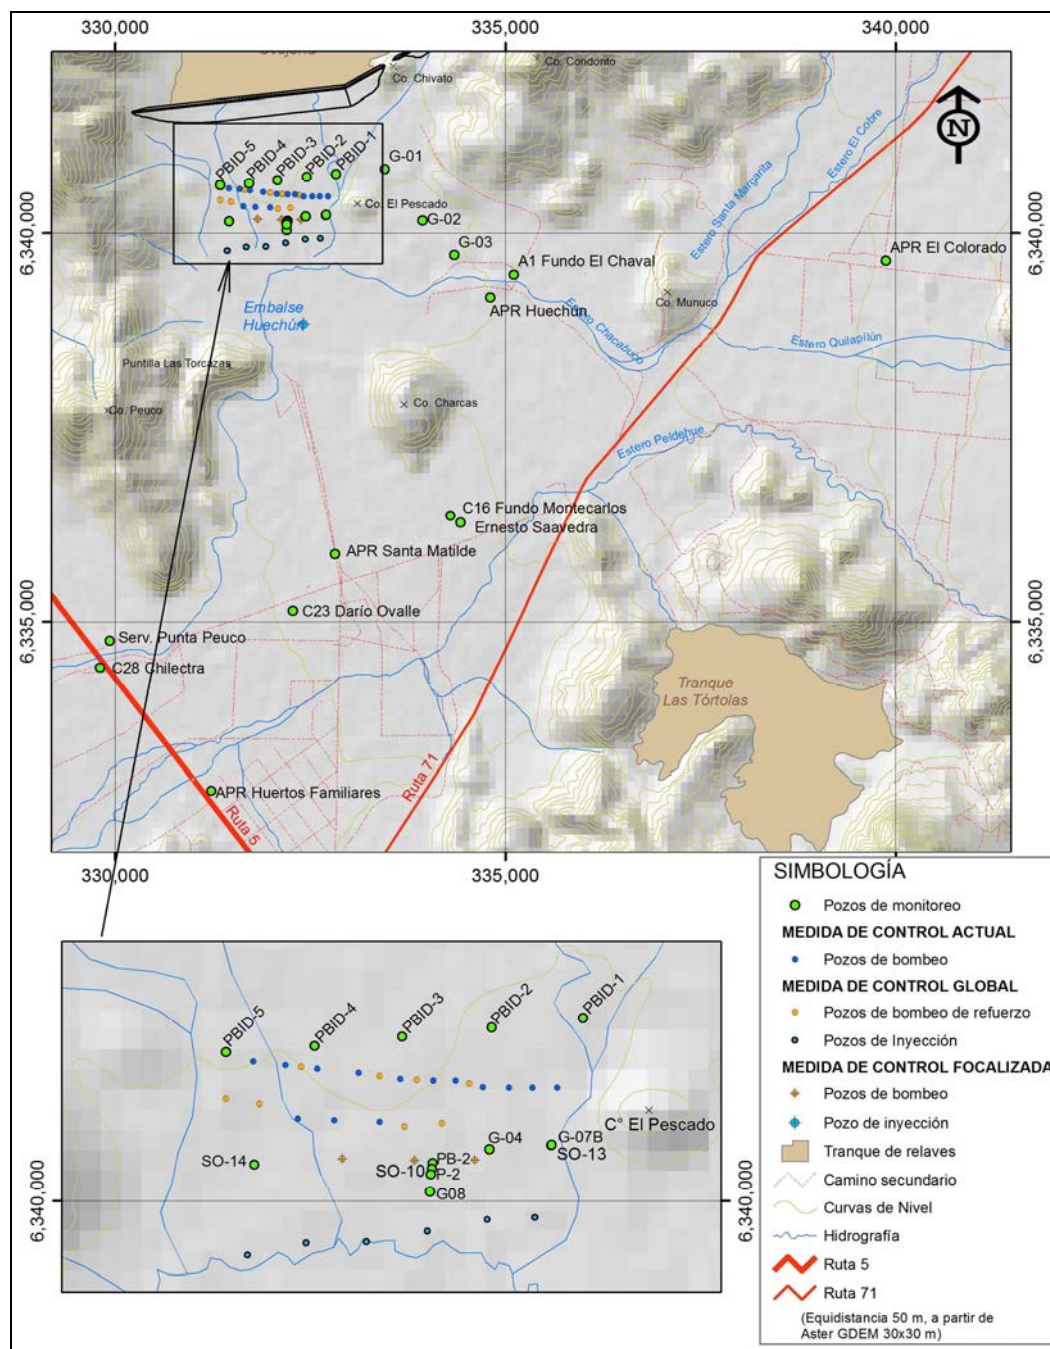 330,000
335,000
340,000
Co. Chivato
Co. Condorito
PBID-5
PBID-4
PBID-3
PBID-2
PBID-1
G-01
Co. El Pescado
G-02
G-03
A1 Fundo El Chaval
APR Huechún
APR El Colorado
Estero Santa Margarita
Estero El Cobre
N
6,340,000
6,340,000
Co. Munuco
Embalse
Huechún
Estero Chacabuco
Estero Quilapilún
Puntilla Las Torcazas
Co. Peuco
Co. Charcas
Estero Peldehue
C16 Fundo Montecarlos
Ernesto Saavedra
APR Santa Matilde
C23 Darío Ovalle
Serv. Punta Peuco
C28 Chilectra
6,335,000
6,335,000
Tranque
Las Tórtolas
APR Huertos Familiares
Ruta 5
Ruta 71
330,000
335,000
340,000
PBID-5
PBID-4
PBID-3
PBID-2
PBID-1
C° El Pescado
G-04
G-07B
SO-13
SO-14
SO-10
PB-2
P-2
G08
6,340,000
6,340,000
SIMBOLOGÍA
Pozos de monitoreo
MEDIDA DE CONTROL ACTUAL
Pozos de bombeo
MEDIDA DE CONTROL GLOBAL
Pozos de bombeo de refuerzo
Pozos de Inyección
MEDIDA DE CONTROL FOCALIZADA
Pozos de bombeo
Pozo de inyección
Tranque de relaves
Camino secundario
Curvas de Nivel
Hidrografía
Ruta 5
Ruta 71
(Equidistancia 50 m, a partir de
Aster GDEM 30x30 m)